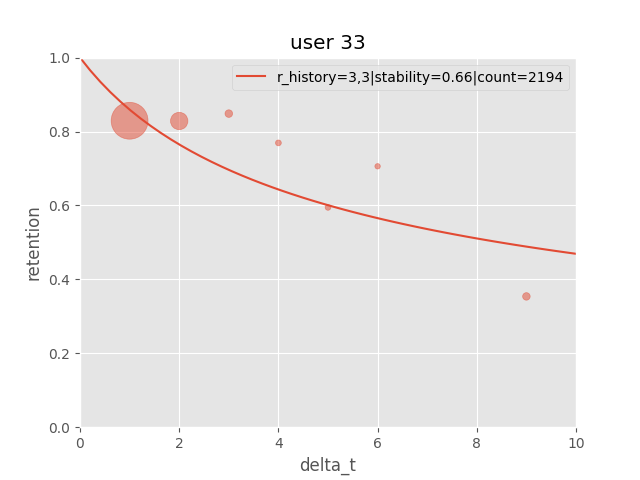 user 33
r_history=3,3|stability=0.66|count=2194
1.0
0.8
0.6
0.4
0.2
0.0
retention
0 2 4 6 8 10
delta_t